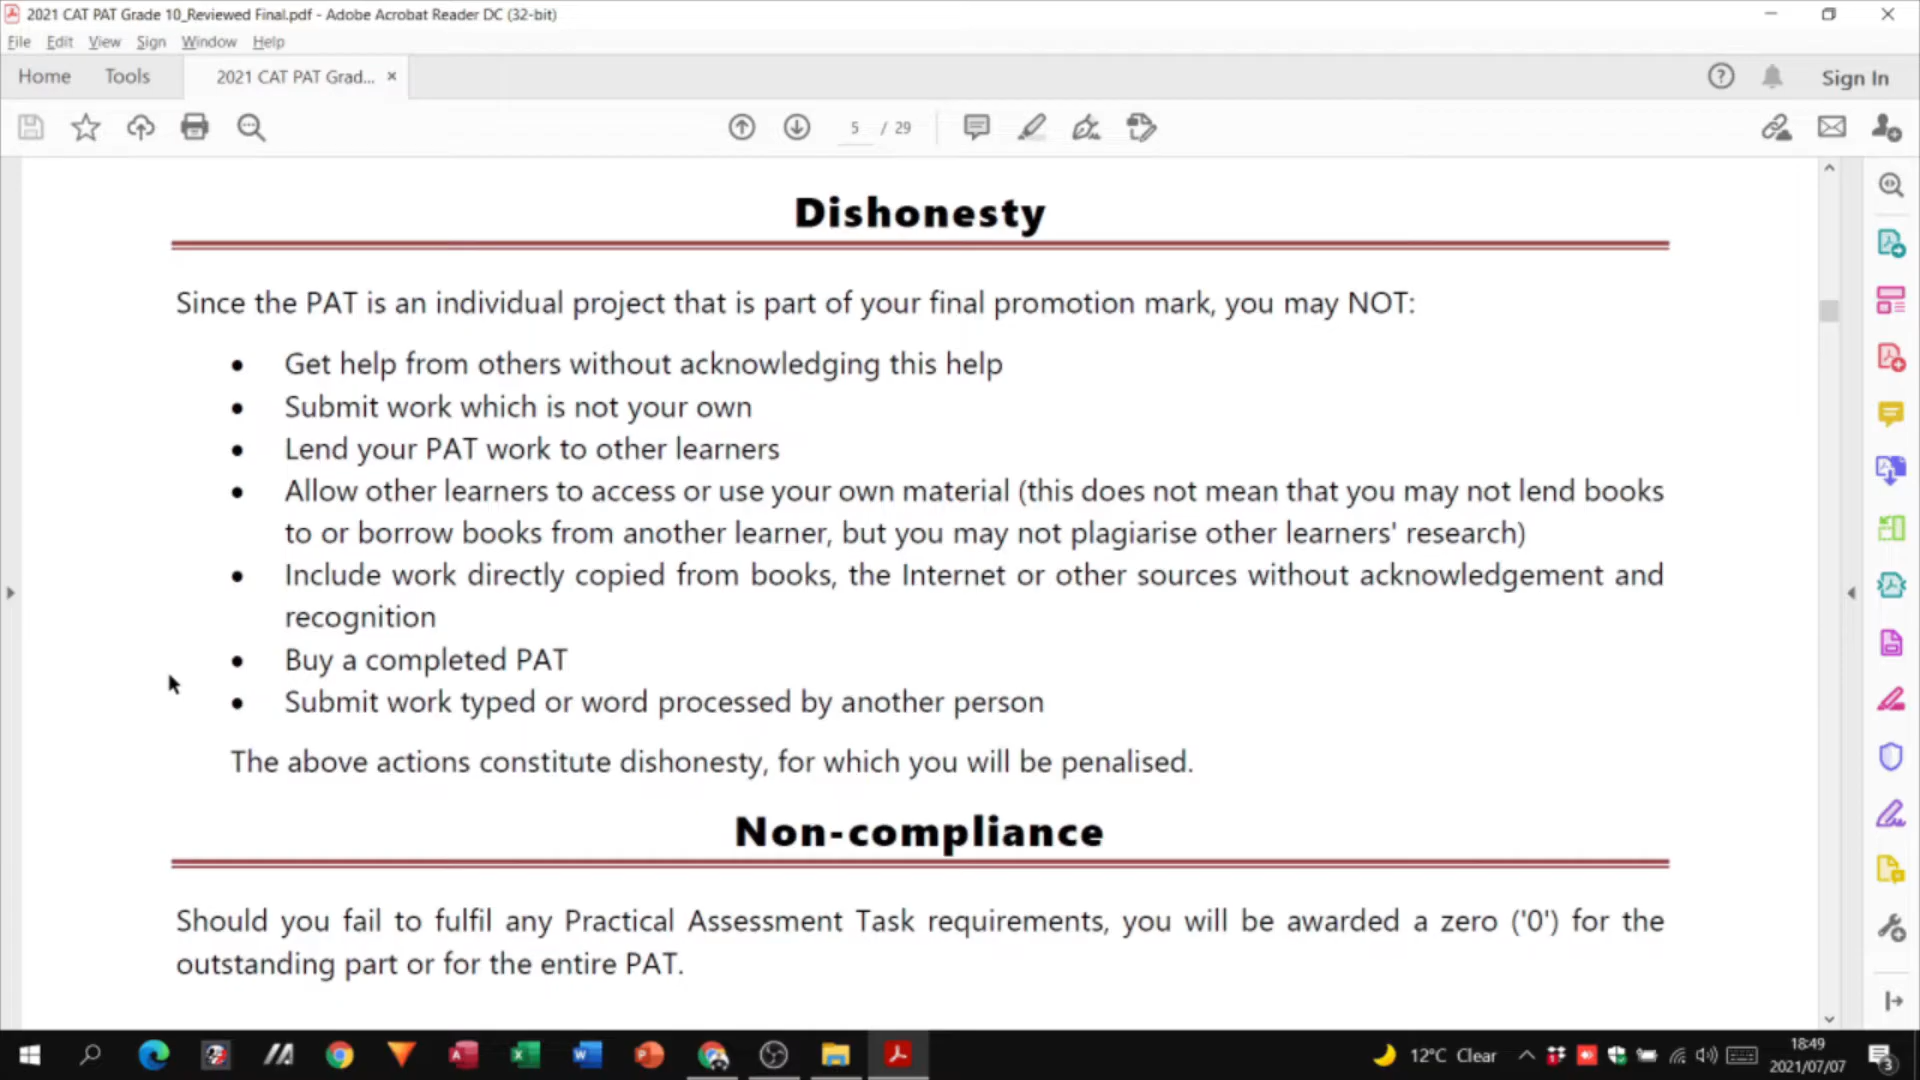 2021 CAT PAT Grade 10_Reviewed Final.pdf - Adobe Acrobat Reader DC (32-bit)
File Edit View Sign Window Help
Home Tools 2021 CAT PAT Grad... × Sign In
5 / 29
Dishonesty
Since the PAT is an individual project that is part of your final promotion mark, you may NOT:
• Get help from others without acknowledging this help
• Submit work which is not your own
• Lend your PAT work to other learners
• Allow other learners to access or use your own material (this does not mean that you may not lend books
to or borrow books from another learner, but you may not plagiarise other learners' research)
• Include work directly copied from books, the Internet or other sources without acknowledgement and
recognition
• Buy a completed PAT
• Submit work typed or word processed by another person
The above actions constitute dishonesty, for which you will be penalised.
Non-compliance
Should you fail to fulfil any Practical Assessment Task requirements, you will be awarded a zero ('0') for the
outstanding part or for the entire PAT.
12°C Clear
18:49
2021/07/07
3